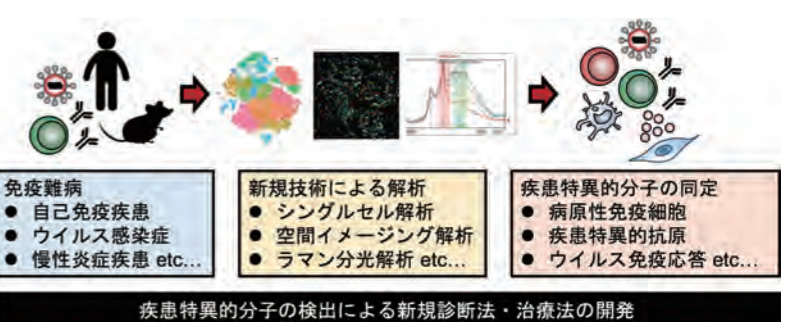 免疫難病
● 自己免疫疾患
● ウイルス感染症
● 慢性炎症疾患 etc...
新規技術による解析
● シングルセル解析
● 空間イメージング解析
● ラマン分光解析 etc...
疾患特異的分子の同定
● 病原性免疫細胞
● 疾患特異的抗原
● ウイルス免疫応答 etc...
疾患特異的分子の検出による新規診断法・治療法の開発